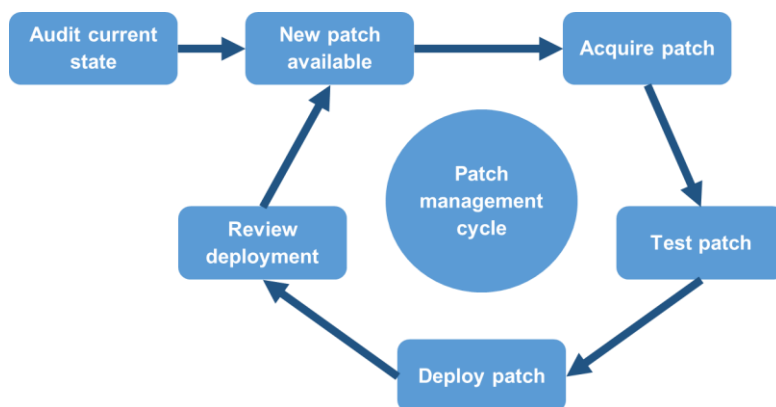 Audit current
state
New patch
available
Acquire patch
Patch
management
cycle
Review
deployment
Test patch
Deploy patch